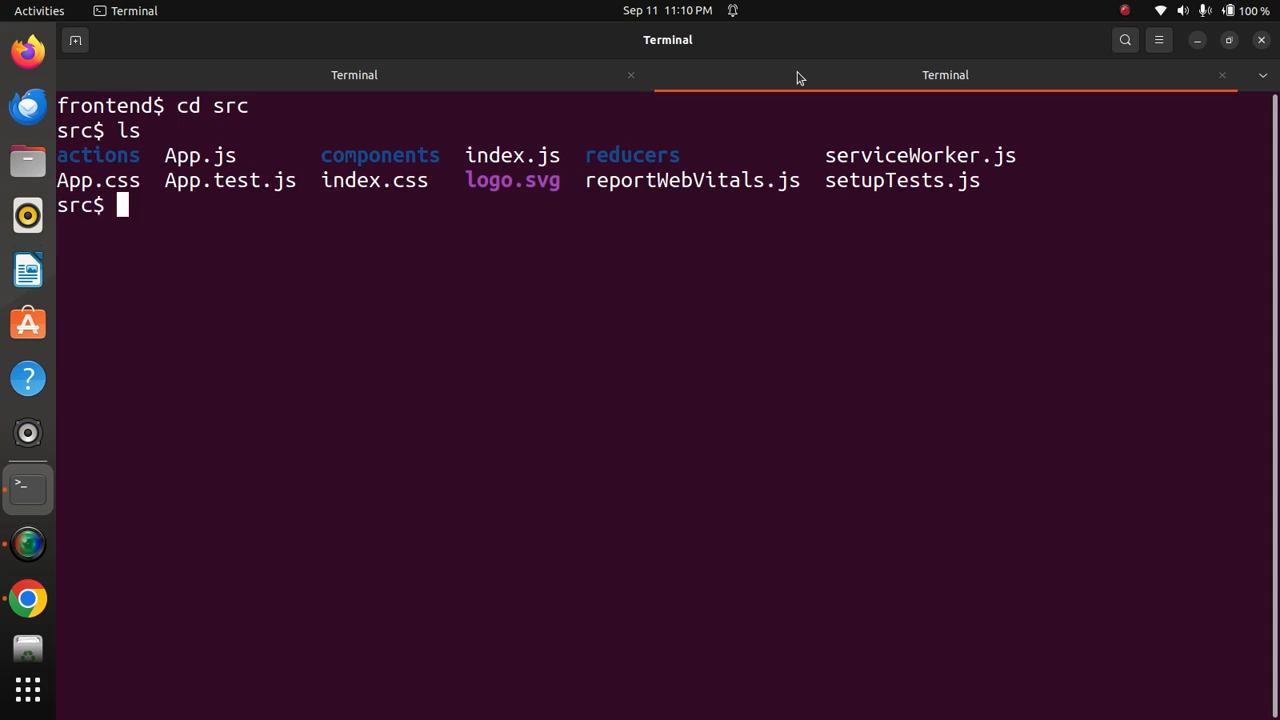 Activities Terminal Sep 11 11:10 PM 100 %
Terminal
Terminal Terminal
frontend$ cd src
src$ ls
actions App.js components index.js reducers serviceWorker.js
App.css App.test.js index.css logo.svg reportWebVitals.js setupTests.js
src$